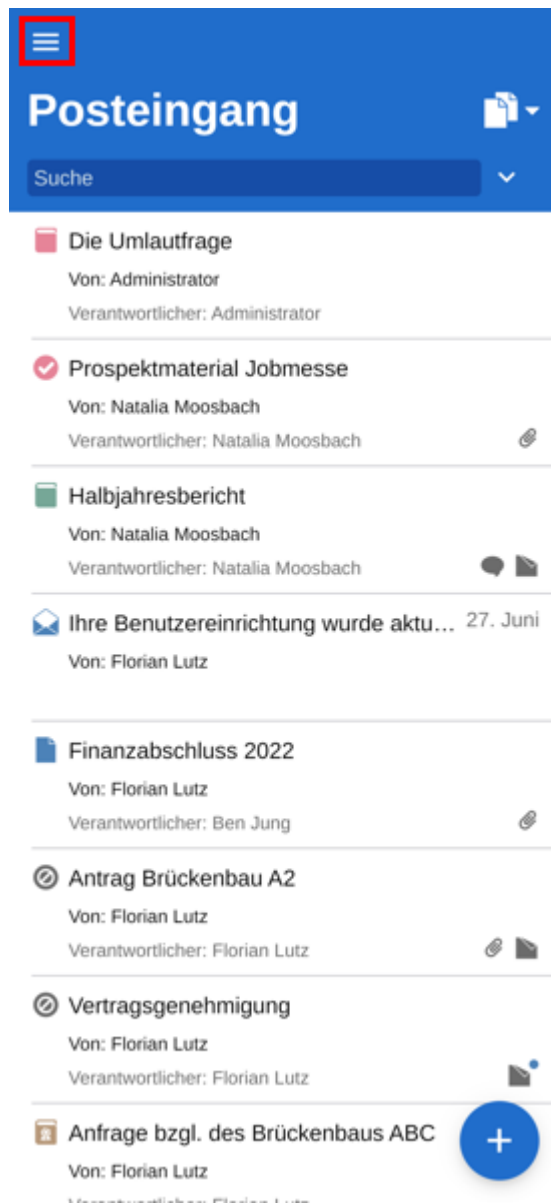 Posteingang
Suche
Die Umlautfrage
Von: Administrator
Verantwortlicher: Administrator
Prospektmaterial Jobmesse
Von: Natalia Moosbach
Verantwortlicher: Natalia Moosbach
Halbjahresbericht
Von: Natalia Moosbach
Verantwortlicher: Natalia Moosbach
Ihre Benutzereinrichtung wurde aktu... 27. Juni
Von: Florian Lutz
Finanzabschluss 2022
Von: Florian Lutz
Verantwortlicher: Ben Jung
Antrag Brückenbau A2
Von: Florian Lutz
Verantwortlicher: Florian Lutz
Vertragsgenehmigung
Von: Florian Lutz
Verantwortlicher: Florian Lutz
Anfrage bzgl. des Brückenbaus ABC
Von: Florian Lutz
Verantwortlicher: Florian Lutz